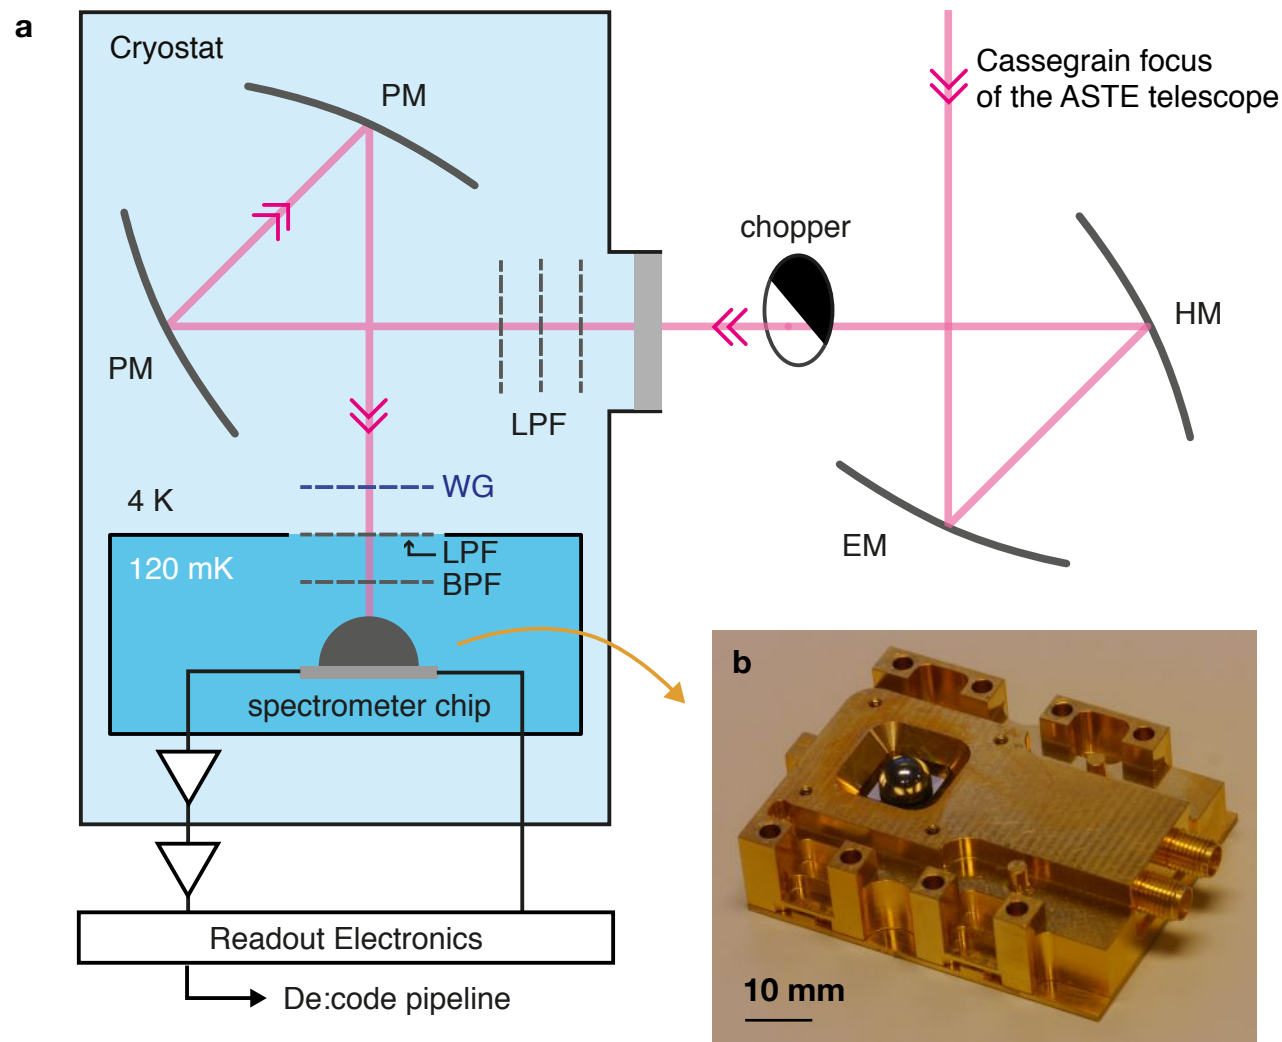 a
Cryostat
PM
Cassegrain focus
of the ASTE telescope
chopper
HM
PM
LPF
WG
4 K
EM
LPF
120 mK
BPF
spectrometer chip
b
Readout Electronics
10 mm
De:code pipeline